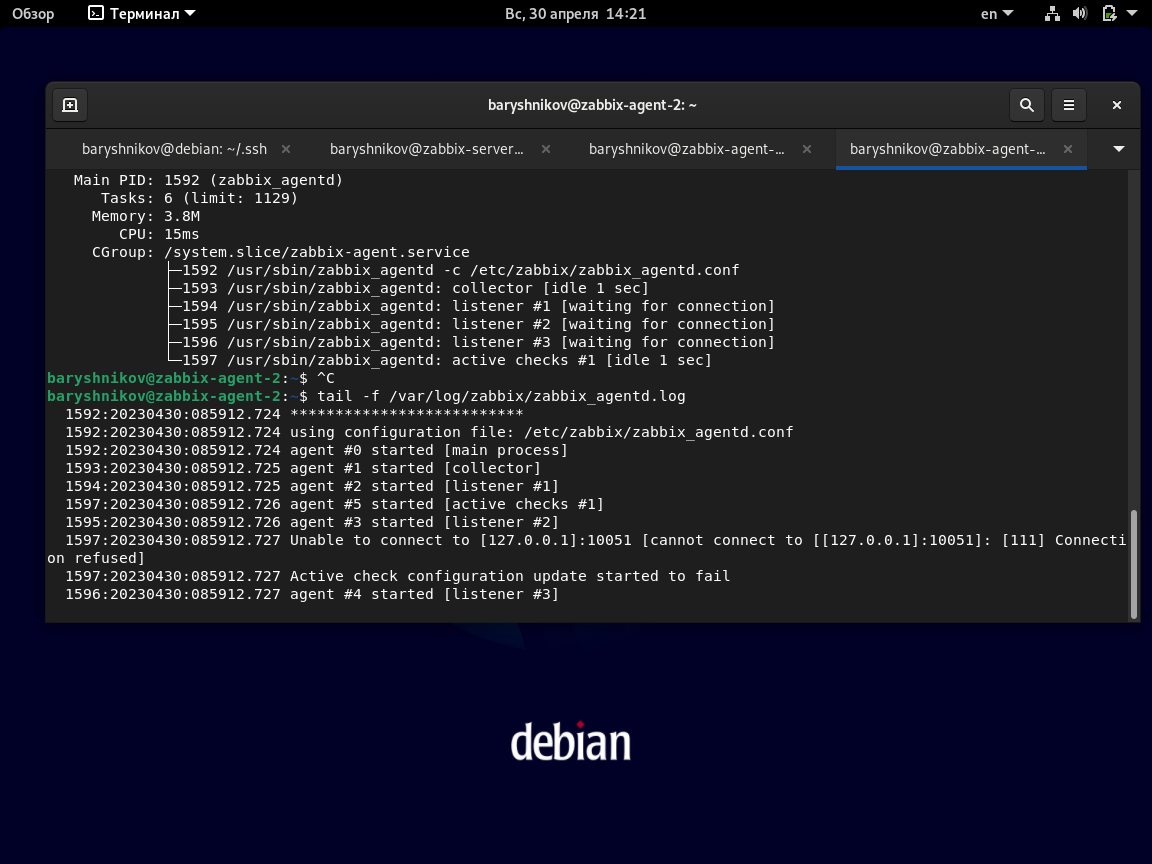 Обзор Терминал Вс, 30 апреля 14:21 en
baryshnikov@zabbix-agent-2: ~
baryshnikov@debian: ~/.ssh baryshnikov@zabbix-server... baryshnikov@zabbix-agent-... baryshnikov@zabbix-agent-...
Main PID: 1592 (zabbix_agentd)
Tasks: 6 (limit: 1129)
Memory: 3.8M
CPU: 15ms
CGroup: /system.slice/zabbix-agent.service
├─1592 /usr/sbin/zabbix_agentd -c /etc/zabbix/zabbix_agentd.conf
├─1593 /usr/sbin/zabbix_agentd: collector [idle 1 sec]
├─1594 /usr/sbin/zabbix_agentd: listener #1 [waiting for connection]
├─1595 /usr/sbin/zabbix_agentd: listener #2 [waiting for connection]
├─1596 /usr/sbin/zabbix_agentd: listener #3 [waiting for connection]
└─1597 /usr/sbin/zabbix_agentd: active checks #1 [idle 1 sec]
baryshnikov@zabbix-agent-2:~$ ^C
baryshnikov@zabbix-agent-2:~$ tail -f /var/log/zabbix/zabbix_agentd.log
1592:20230430:085912.724 **************************
1592:20230430:085912.724 using configuration file: /etc/zabbix/zabbix_agentd.conf
1592:20230430:085912.724 agent #0 started [main process]
1593:20230430:085912.725 agent #1 started [collector]
1594:20230430:085912.725 agent #2 started [listener #1]
1597:20230430:085912.726 agent #5 started [active checks #1]
1595:20230430:085912.726 agent #3 started [listener #2]
1597:20230430:085912.727 Unable to connect to [127.0.0.1]:10051 [cannot connect to [[127.0.0.1]:10051]: [111] Connecti
on refused]
1597:20230430:085912.727 Active check configuration update started to fail
1596:20230430:085912.727 agent #4 started [listener #3]
debian